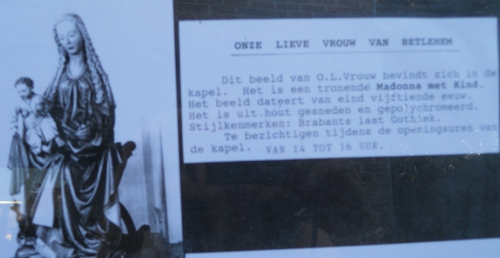 ONZE LIEVE VROUW VAN BETLEHEM
Dit beeld van O.L.Vrouw bevindt zich in de
kapel. Het is een tronende Madonna met Kind.
Het beeld dateert van eind vijftiende eeuw.
Het is uit hout gesneden en gepolychromeerd.
Stijlkenmerken: Brabants laat Gothiek.
Te bezichtigen tijdens de openingsuren van
de kapel. VAN 14 TOT 16 UUR.